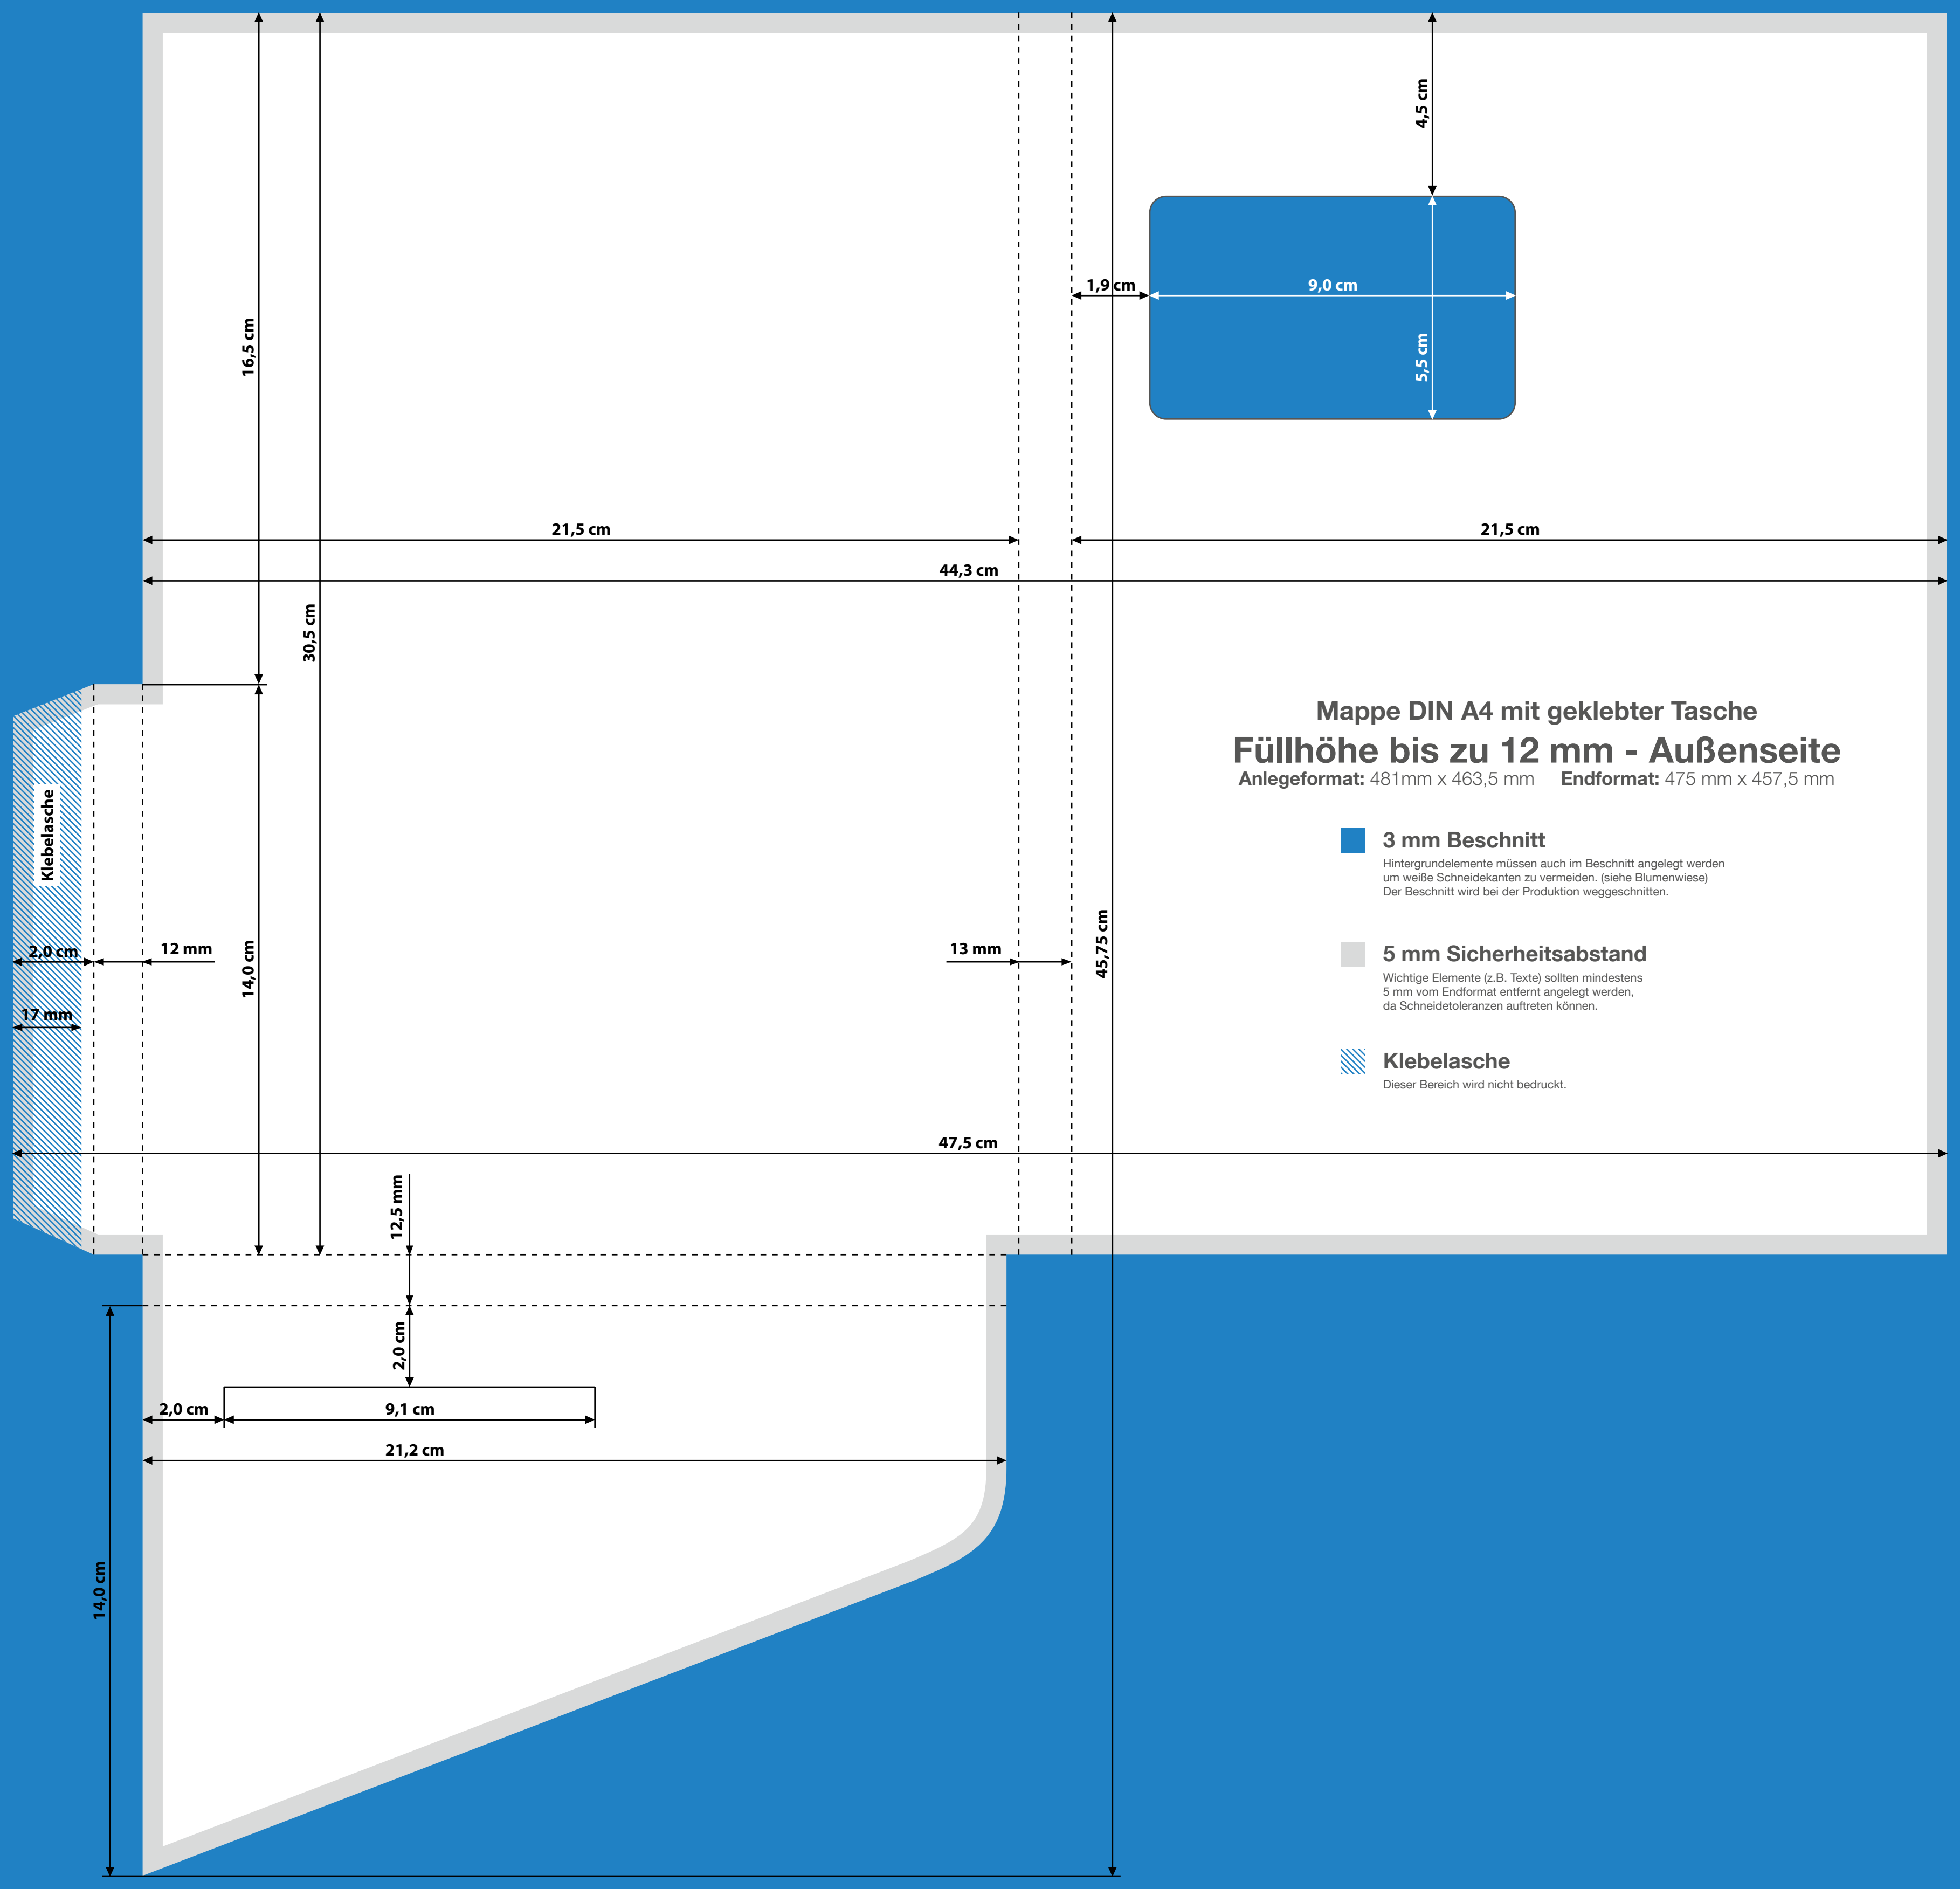 4,5 cm
1,9 cm
9,0 cm
5,5 cm
16,5 cm
21,5 cm
21,5 cm
44,3 cm
30,5 cm
Mappe DIN A4 mit geklebter Tasche
Füllhöhe bis zu 12 mm - Außenseite
Anlegeformat: 481mm x 463,5 mm Endformat: 475 mm x 457,5 mm
3 mm Beschnitt
Hintergrundelemente müssen auch im Beschnitt angelegt werden
um weiße Schneidekanten zu vermeiden. (siehe Blumenwiese)
Der Beschnitt wird bei der Produktion weggeschnitten.
Klebelasche
5 mm Sicherheitsabstand
Wichtige Elemente (z.B. Texte) sollten mindestens
5 mm vom Endformat entfernt angelegt werden,
da Schneidetoleranzen auftreten können.
2,0 cm
12 mm
14,0 cm
13 mm
45,75 cm
17 mm
Klebelasche
Dieser Bereich wird nicht bedruckt.
47,5 cm
12,5 mm
2,0 cm
2,0 cm
9,1 cm
21,2 cm
14,0 cm